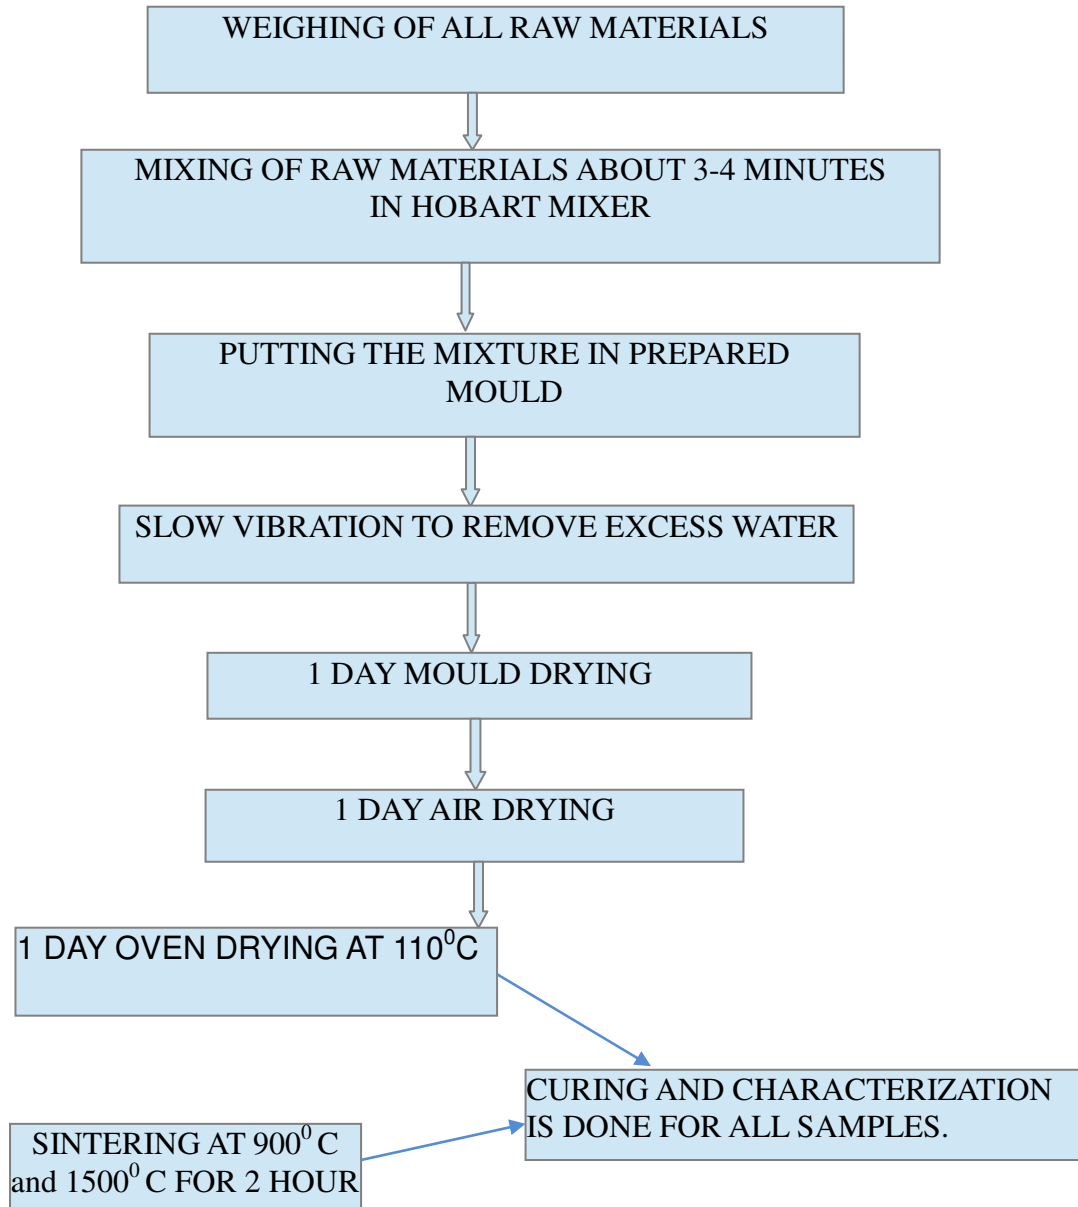 WEIGHING OF ALL RAW MATERIALS
MIXING OF RAW MATERIALS ABOUT 3-4 MINUTES
IN HOBART MIXER
PUTTING THE MIXTURE IN PREPARED
MOULD
SLOW VIBRATION TO REMOVE EXCESS WATER
1 DAY MOULD DRYING
1 DAY AIR DRYING
1 DAY OVEN DRYING AT 110⁰C
CURING AND CHARACTERIZATION
IS DONE FOR ALL SAMPLES.
SINTERING AT 900⁰ C
and 1500⁰ C FOR 2 HOUR